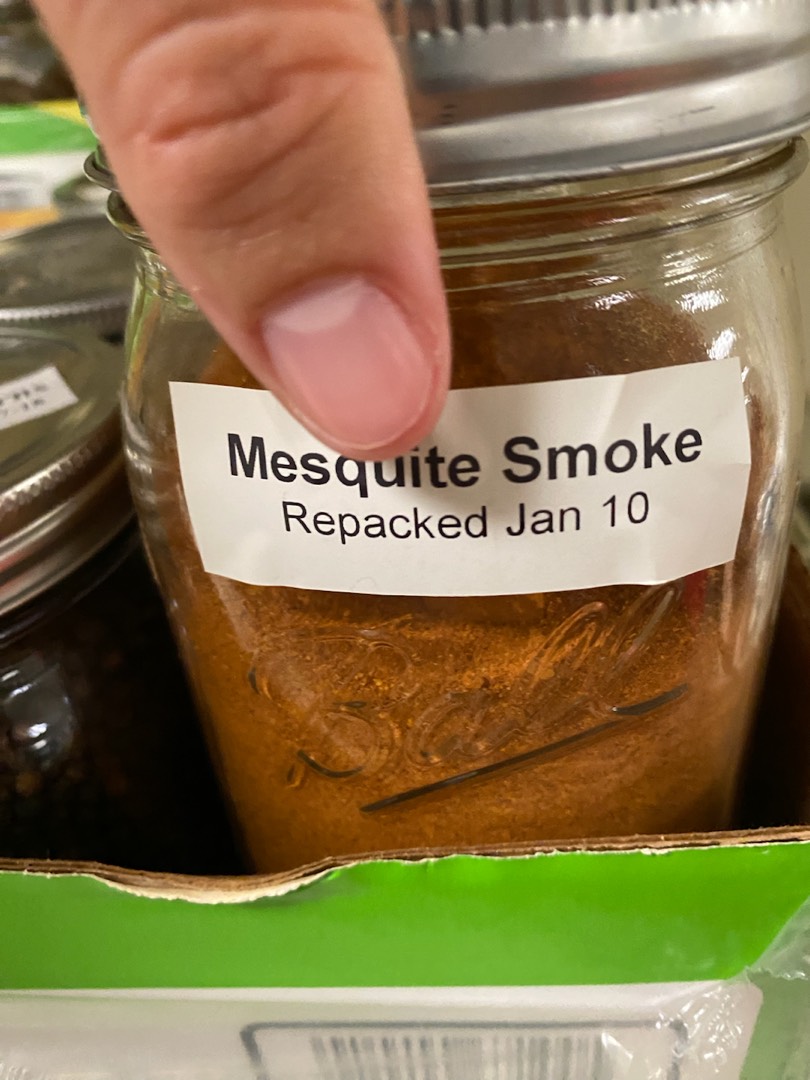 Mesquite Smoke
Repacked Jan 10
Ball